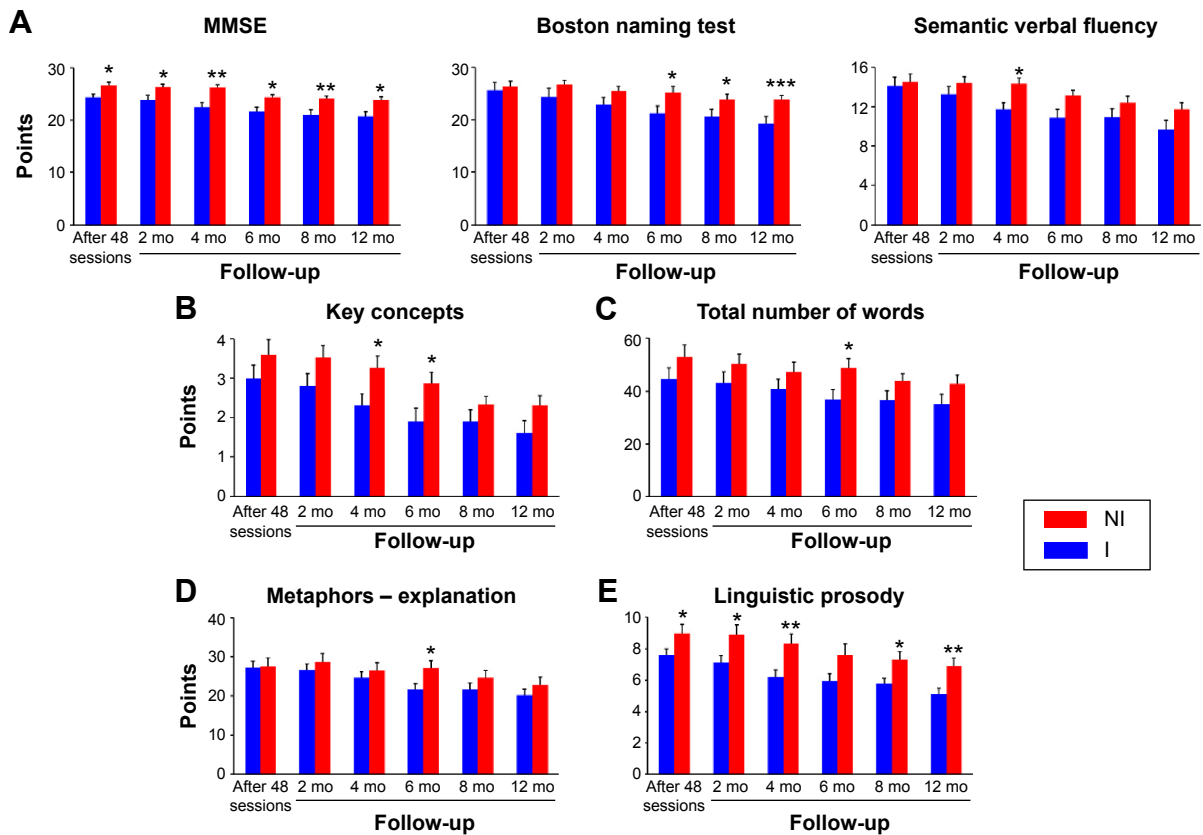 A
MMSE
Boston naming test
Semantic verbal fluency
Points
30
20
10
0
* * ** * ** *
After 48 sessions
2 mo 4 mo 6 mo 8 mo 12 mo
Follow-up
30
20
10
0
* * ***
After 48 sessions
2 mo 4 mo 6 mo 8 mo 12 mo
Follow-up
16
12
8
4
0
*
After 48 sessions
2 mo 4 mo 6 mo 8 mo 12 mo
Follow-up
B
Key concepts
Points
4
3
2
1
0
* *
After 48 sessions
2 mo 4 mo 6 mo 8 mo 12 mo
Follow-up
C
Total number of words
60
40
20
0
*
After 48 sessions
2 mo 4 mo 6 mo 8 mo 12 mo
Follow-up
NI
I
D
Metaphors – explanation
Points
40
30
20
10
0
*
After 48 sessions
2 mo 4 mo 6 mo 8 mo 12 mo
Follow-up
E
Linguistic prosody
10
8
6
4
2
0
* * ** * **
After 48 sessions
2 mo 4 mo 6 mo 8 mo 12 mo
Follow-up